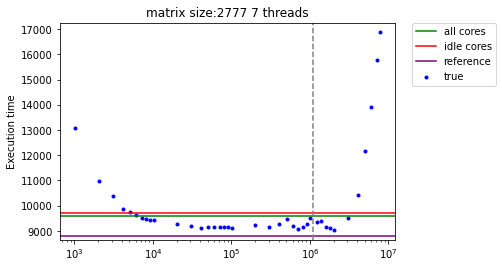 matrix size:2777 7 threads
17000
16000
15000
14000
13000
12000
11000
10000
9000
Execution time
10³ 10⁴ 10⁵ 10⁶ 10⁷
all cores
idle cores
reference
true